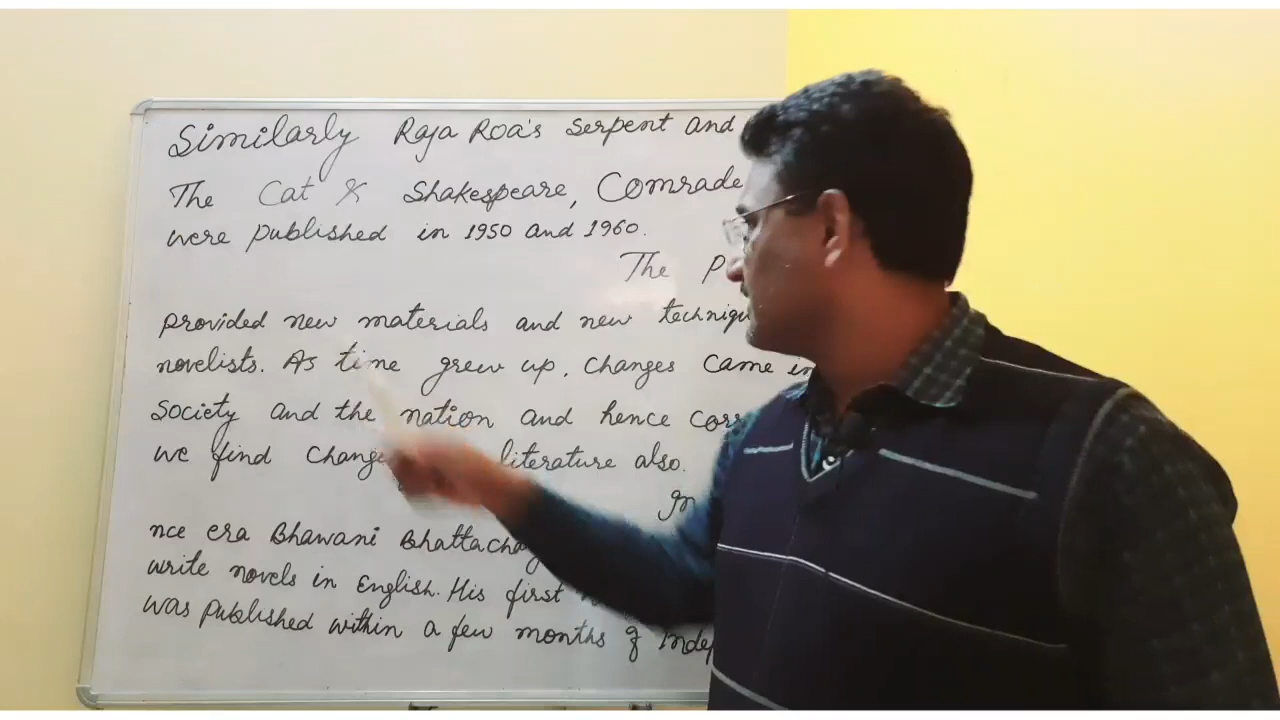 Similarly Raja Roa's Serpent and
The Cat & Shakespeare, Comrade
were published in 1950 and 1960.
The P
provided new materials and new techniqu
novelists. As time grew up, changes came in
society and the nation and hence corr
we find change literature also.
In
nce era Bhawani Bhattacha
write novels in English. His first
was published within a few months of Indep